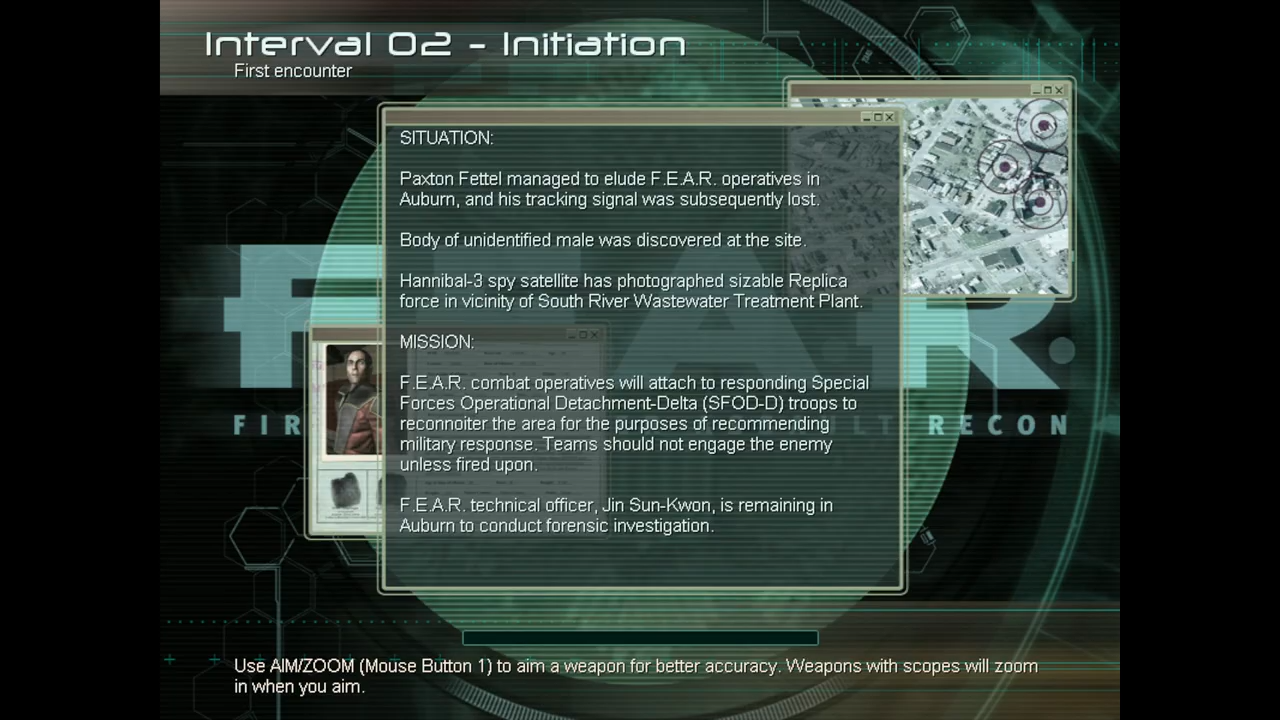 Interval 02 - Initiation
First encounter
SITUATION:
Paxton Fettel managed to elude F.E.A.R. operatives in
Auburn, and his tracking signal was subsequently lost.
Body of unidentified male was discovered at the site.
Hannibal-3 spy satellite has photographed sizable Replica
force in vicinity of South River Wastewater Treatment Plant.
MISSION:
F.E.A.R. combat operatives will attach to responding Special
Forces Operational Detachment-Delta (SFOD-D) troops to
reconnoiter the area for the purposes of recommending
military response. Teams should not engage the enemy
unless fired upon.
F.E.A.R. technical officer, Jin Sun-Kwon, is remaining in
Auburn to conduct forensic investigation.
F.E.A.R.
FIR RECON
Use AIM/ZOOM (Mouse Button 1) to aim a weapon for better accuracy. Weapons with scopes will zoom
in when you aim.